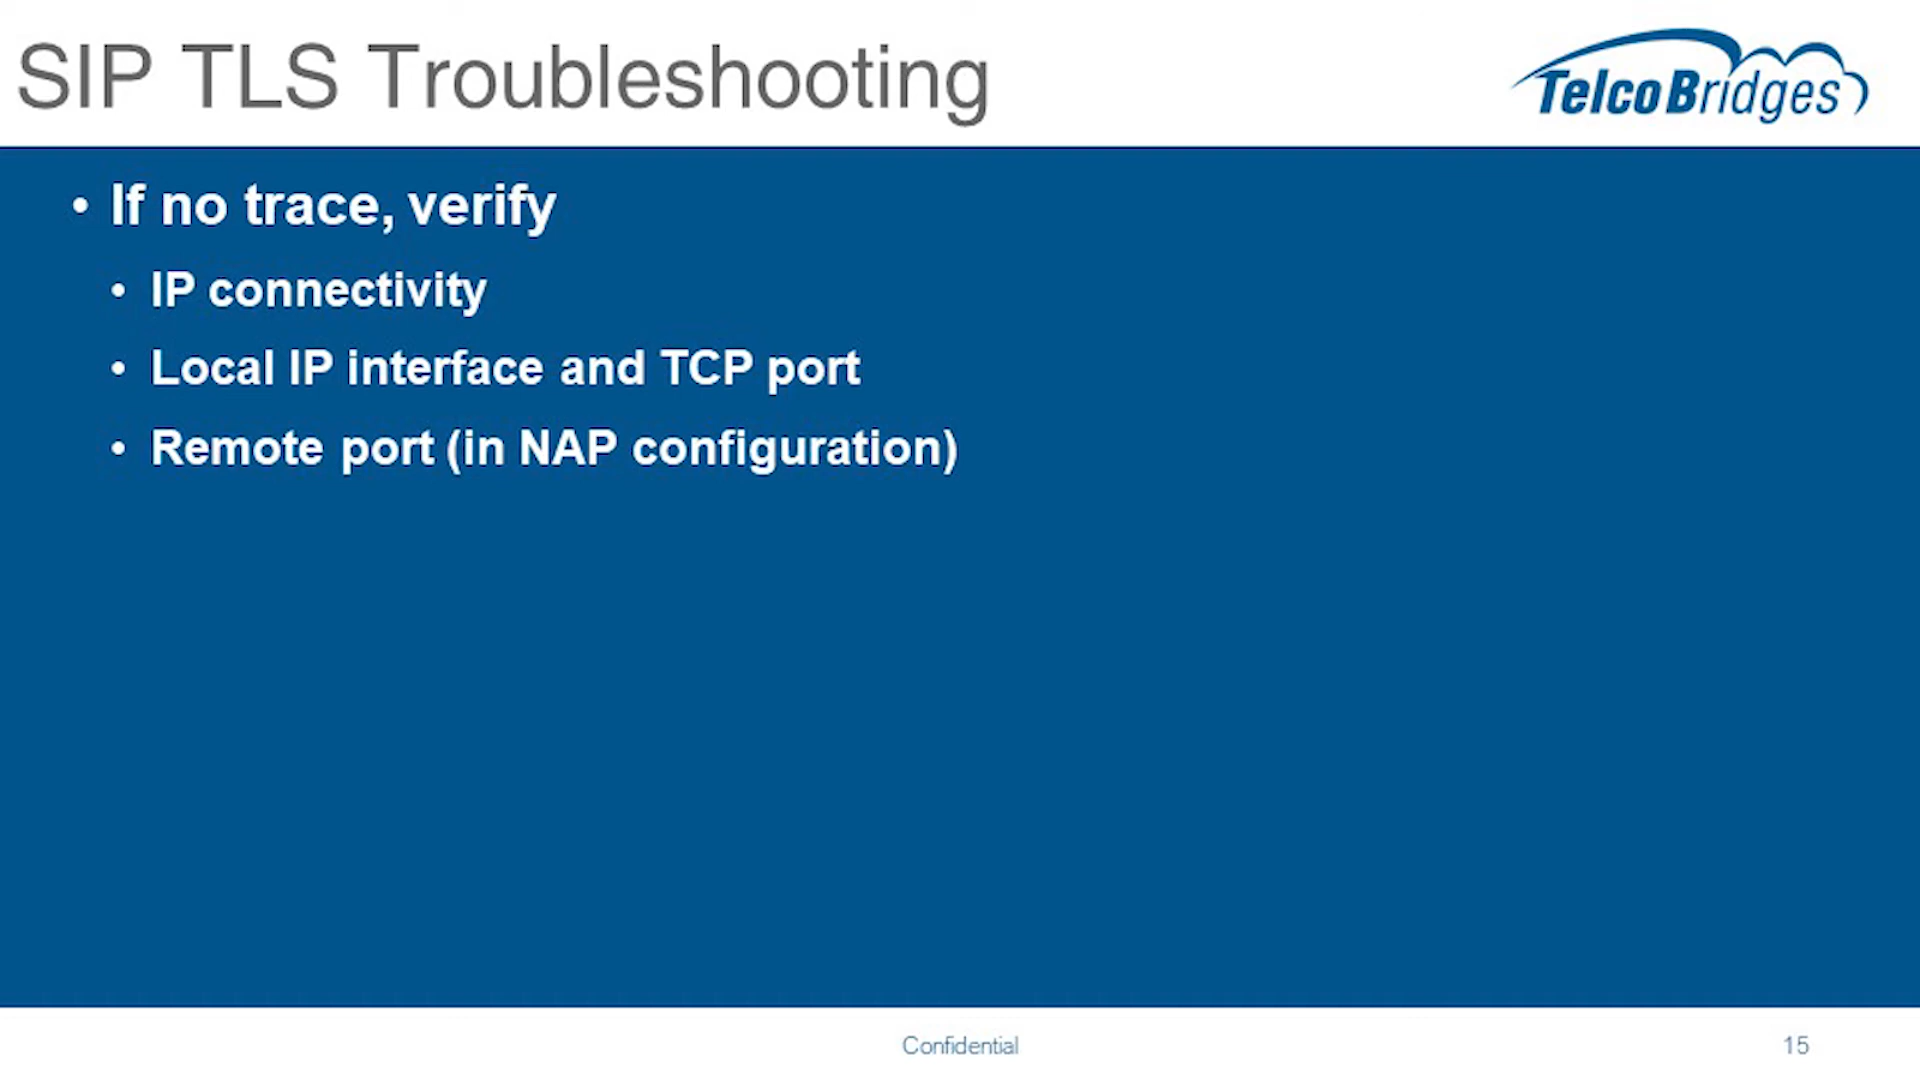 SIP TLS Troubleshooting
TelcoBridges
• If no trace, verify
• IP connectivity
• Local IP interface and TCP port
• Remote port (in NAP configuration)
Confidential
15